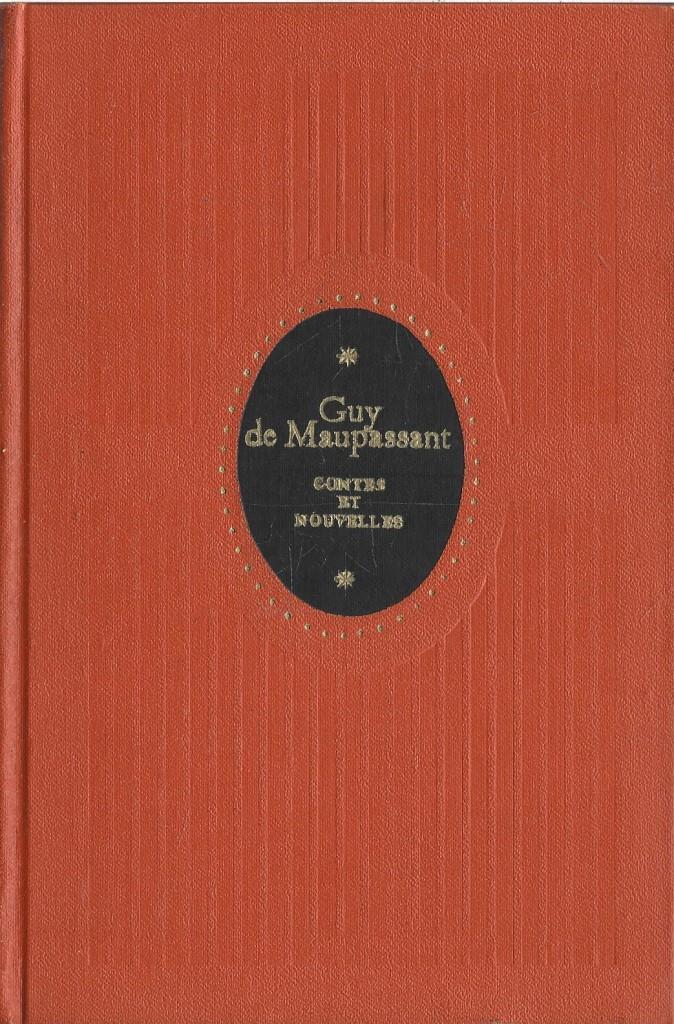 Guy
de Maupassant
CONTES
ET
NOUVELLES